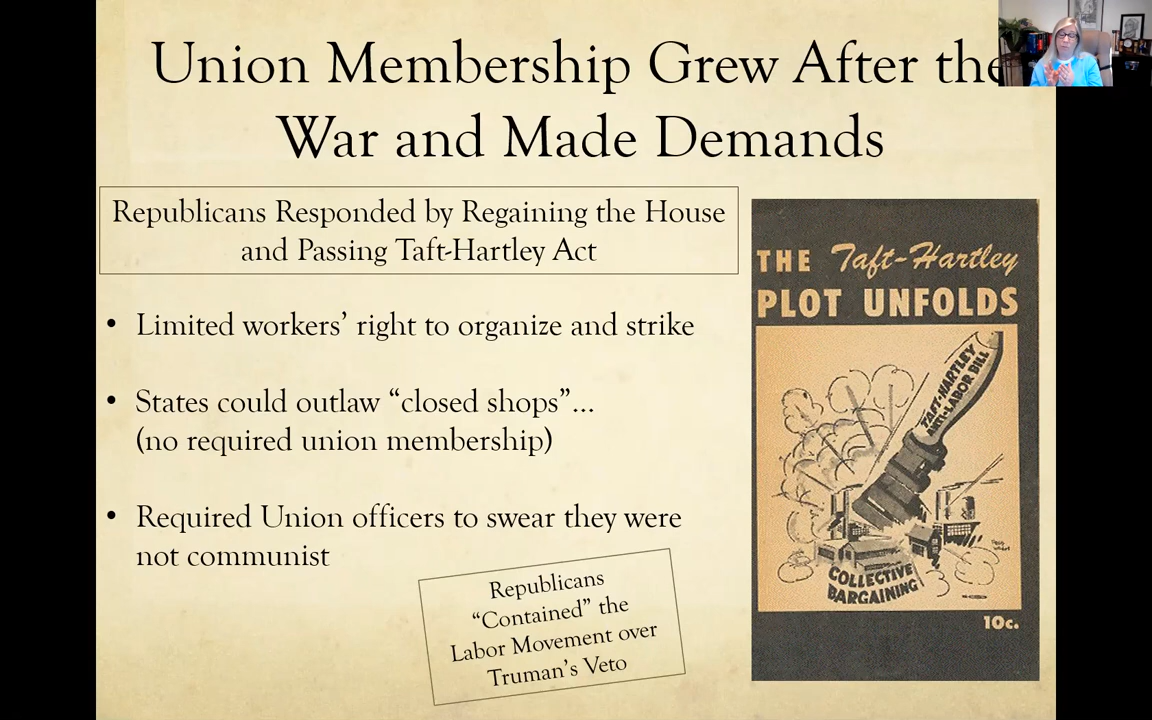 Union Membership Grew After the
War and Made Demands
Republicans Responded by Regaining the House
and Passing Taft-Hartley Act
• Limited workers’ right to organize and strike
• States could outlaw “closed shops”…
(no required union membership)
• Required Union officers to swear they were
not communist
Republicans
“Contained” the
Labor Movement over
Truman’s Veto
THE Taft-Hartley
PLOT UNFOLDS
TAFT-HARTLEY
ANTI-LABOR BILL
COLLECTIVE
BARGAINING
10c.